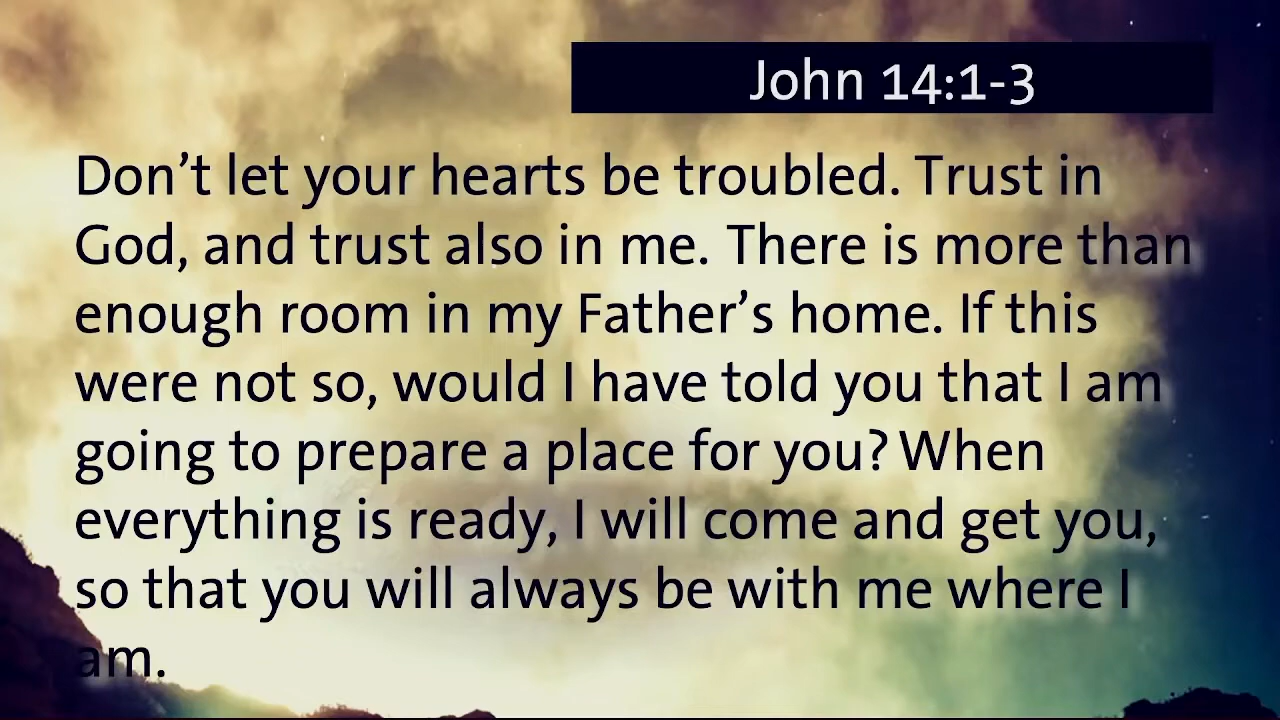 John 14:1-3
Don’t let your hearts be troubled. Trust in
God, and trust also in me. There is more than
enough room in my Father’s home. If this
were not so, would I have told you that I am
going to prepare a place for you? When
everything is ready, I will come and get you,
so that you will always be with me where I
am.